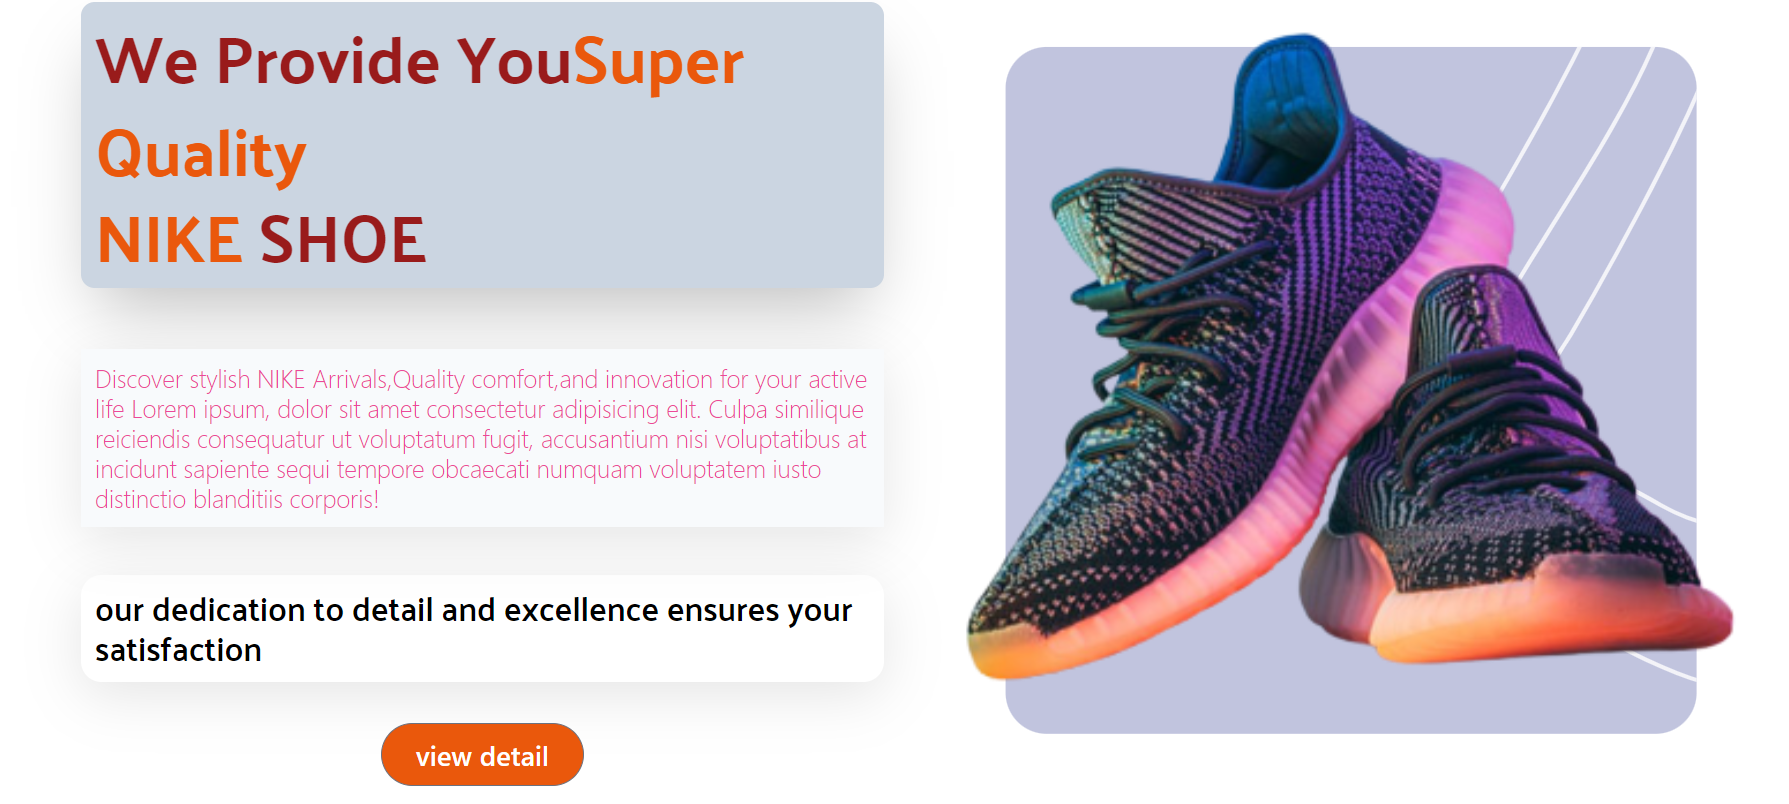 We Provide YouSuper
Quality
NIKE SHOE
Discover stylish NIKE Arrivals,Quality comfort,and innovation for your active
life Lorem ipsum, dolor sit amet consectetur adipisicing elit. Culpa similique
reiciendis consequatur ut voluptatum fugit, accusantium nisi voluptatibus at
incidunt sapiente sequi tempore obcaecati numquam voluptatem iusto
distinctio blanditiis corporis!
our dedication to detail and excellence ensures your
satisfaction
view detail